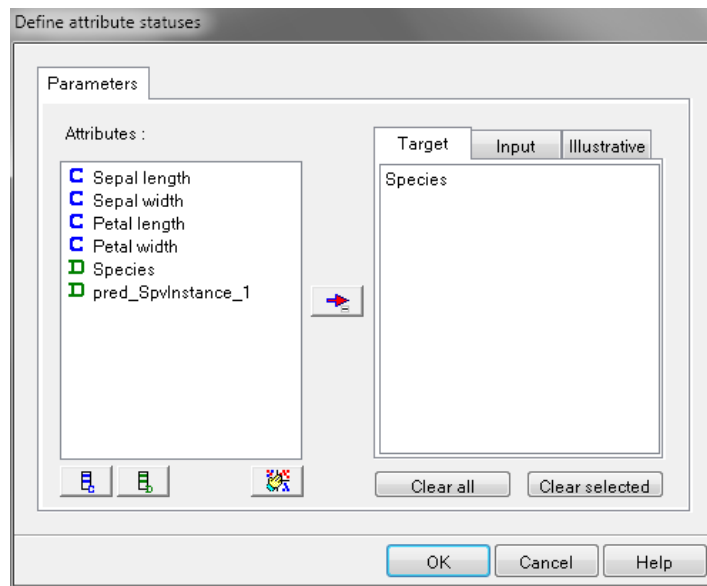 Define attribute statuses
Parameters
Attributes :
C Sepal length
C Sepal width
C Petal length
C Petal width
D Species
D pred_SpvInstance_1
Target
Input
Illustrative
Species
Clear all
Clear selected
OK
Cancel
Help